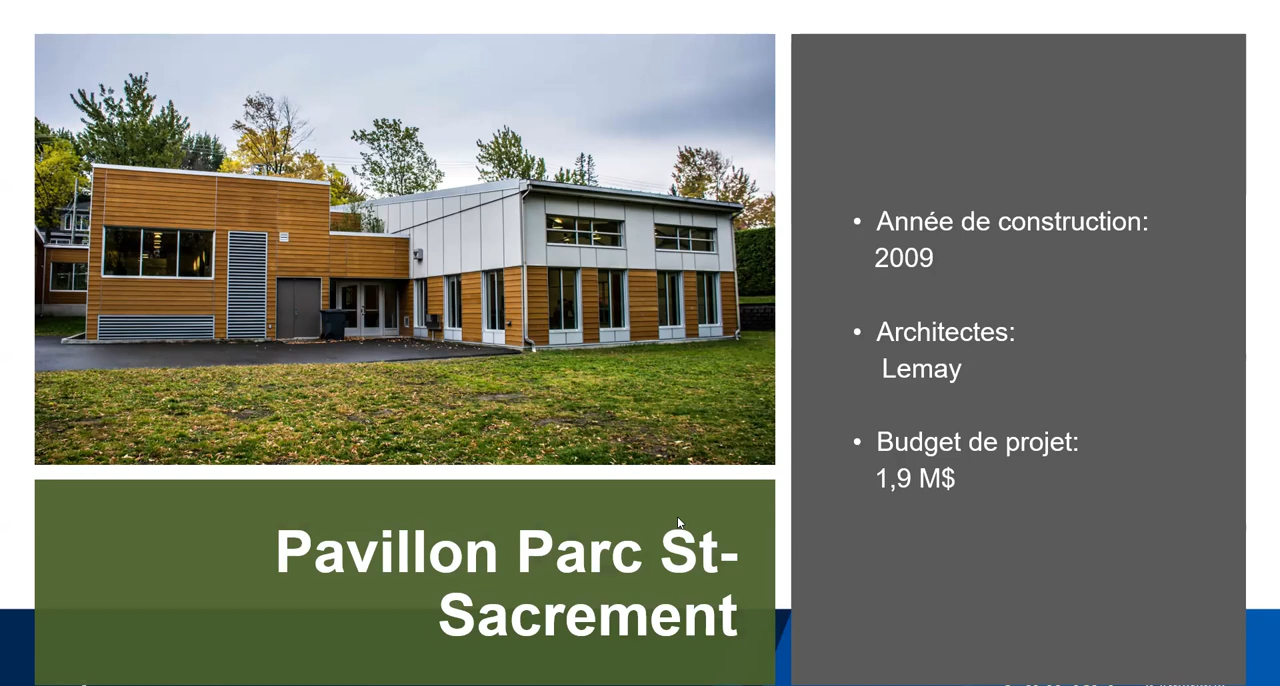 • Année de construction:
2009
• Architectes:
Lemay
• Budget de projet:
1,9 M$
Pavillon Parc St-
Sacrement